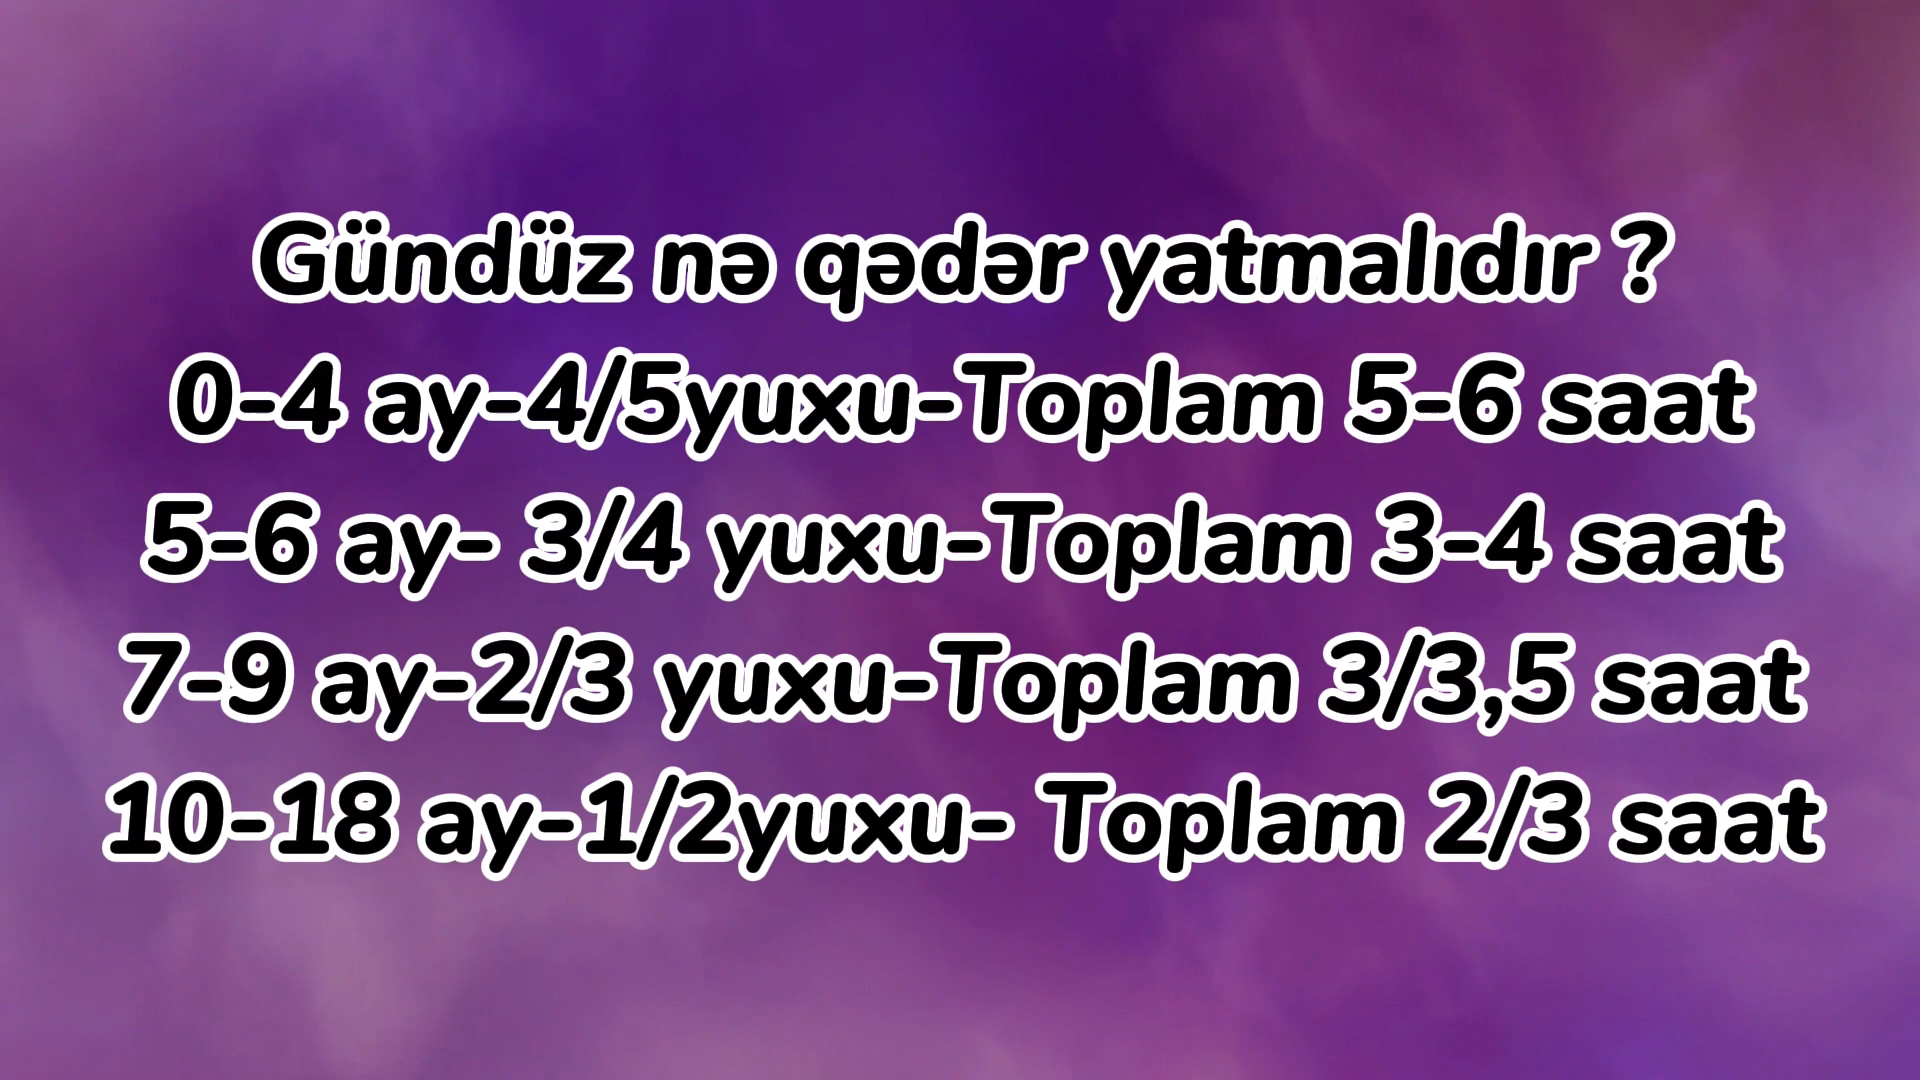 Gündüz nə qədər yatmalıdır ?
0-4 ay-4/5yuxu-Toplam 5-6 saat
5-6 ay- 3/4 yuxu-Toplam 3-4 saat
7-9 ay-2/3 yuxu-Toplam 3/3,5 saat
10-18 ay-1/2yuxu- Toplam 2/3 saat